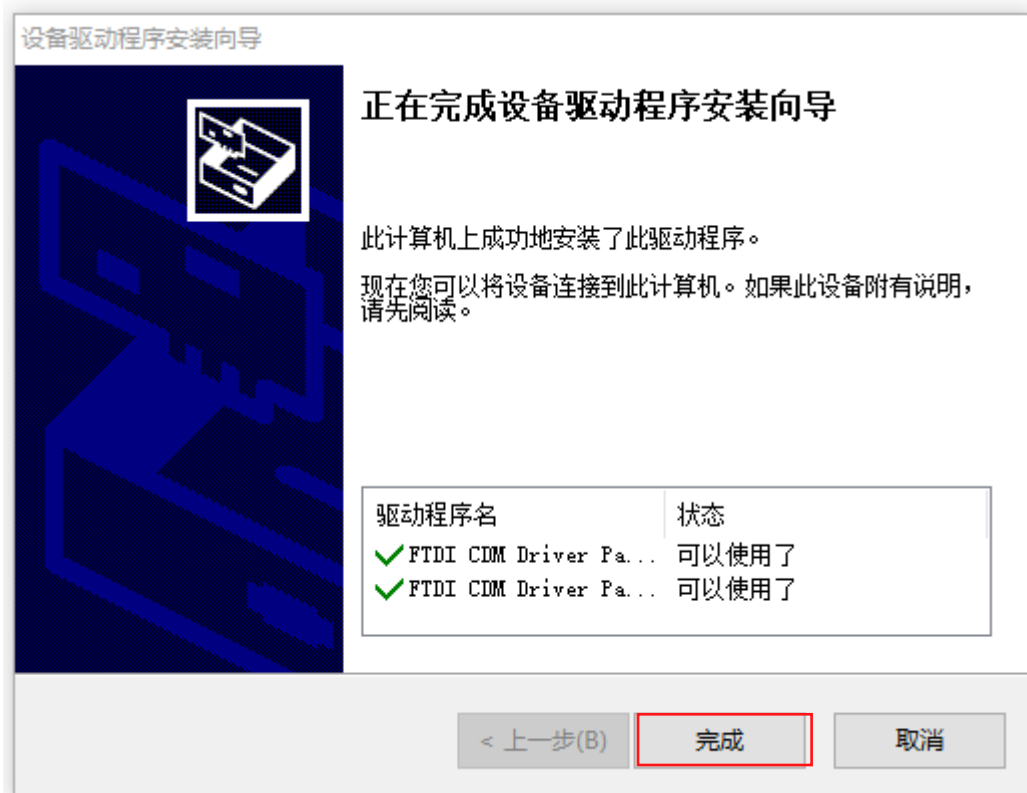 设备驱动程序安装向导
正在完成设备驱动程序安装向导
此计算机上成功地安装了此驱动程序。
现在您可以将设备连接到此计算机。如果此设备附有说明，
请先阅读。
驱动程序名 状态
FTDI CDM Driver Pa... 可以使用了
FTDI CDM Driver Pa... 可以使用了
< 上一步(B) 完成 取消